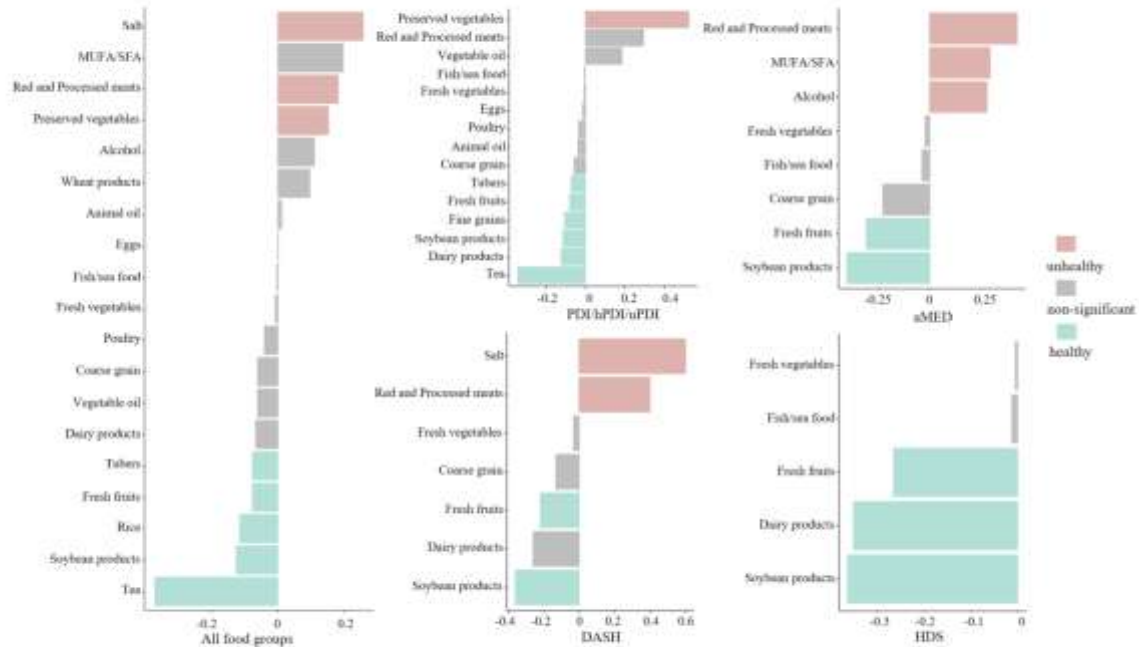 Salt
MUFA/SFA
Red and Processed meats
Preserved vegetables
Alcohol
Wheat products
Animal oil
Eggs
Fish/sea food
Fresh vegetables
Poultry
Coarse grain
Vegetable oil
Dairy products
Tubers
Fresh fruits
Rice
Soybean products
Tea
-0.2 0 0.2
All food groups
Preserved vegetables
Red and Processed meats
Vegetable oil
Fish/sea food
Fresh vegetables
Eggs
Poultry
Animal oil
Coarse grain
Tubers
Fresh fruits
Fine grains
Soybean products
Dairy products
Tea
-0.2 0 0.2 0.4
PDI/hPDI/uPDI
Red and Processed meats
MUFA/SFA
Alcohol
Fresh vegetables
Fish/sea food
Coarse grain
Fresh fruits
Soybean products
-0.25 0 0.25
aMED
unhealthy
non-significant
healthy
Salt
Red and Processed meats
Fresh vegetables
Coarse grain
Fresh fruits
Dairy products
Soybean products
-0.4 -0.2 0 0.2 0.4 0.6
DASH
Fresh vegetables
Fish/sea food
Fresh fruits
Dairy products
Soybean products
-0.3 -0.2 -0.1 0
HDS